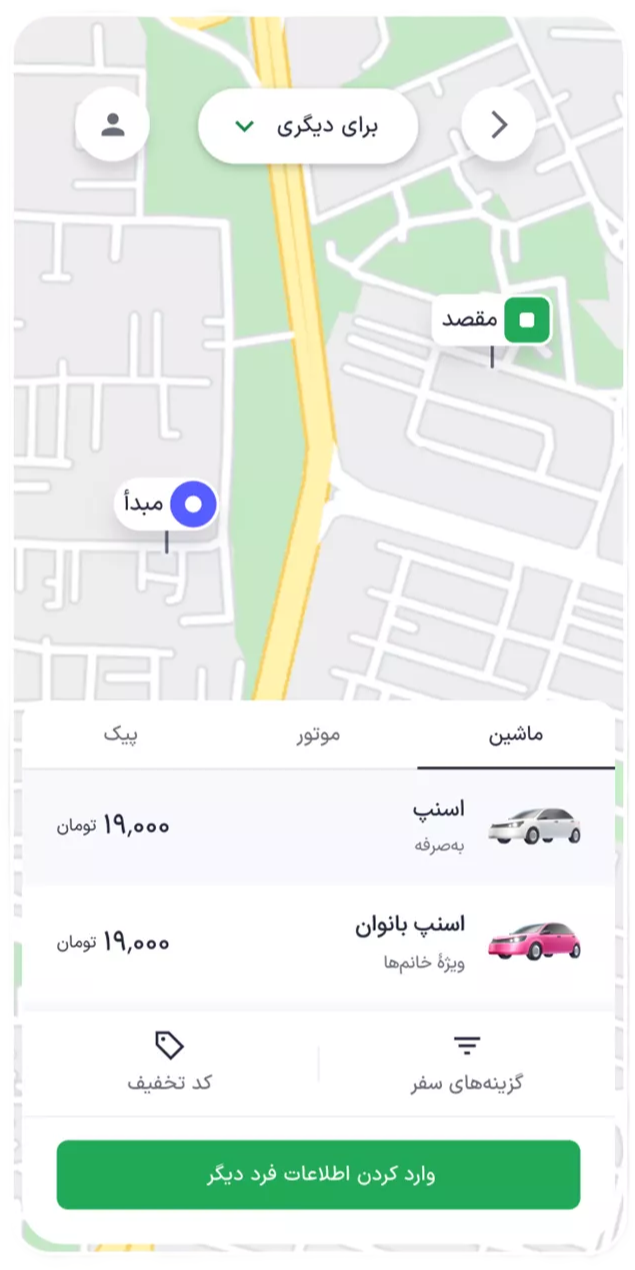 برای دیگری
مقصد
مبدأ
ماشین
موتور
پیک
اسنپ
به‌صرفه
۱۹,۰۰۰ تومان
اسنپ بانوان
ویژهٔ خانم‌ها
۱۹,۰۰۰ تومان
گزینه‌های سفر
کد تخفیف
وارد کردن اطلاعات فرد دیگر